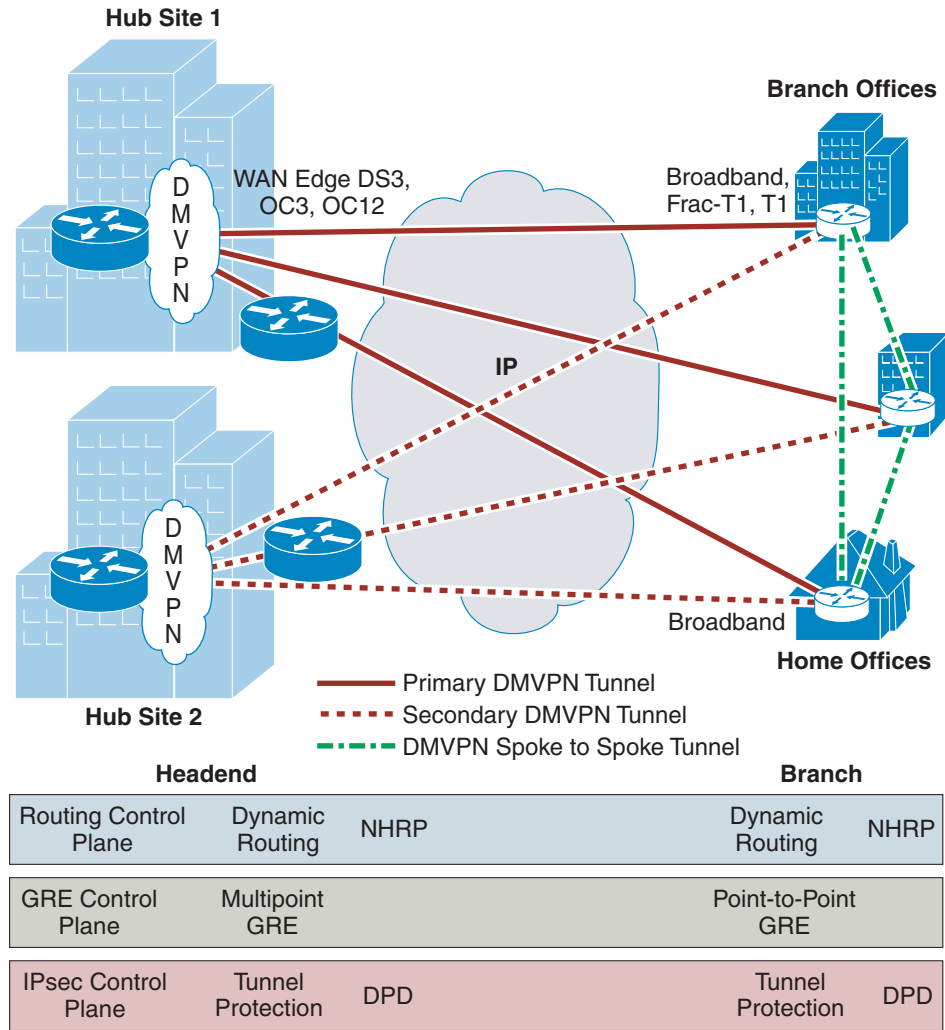 Hub Site 1
Branch Offices
WAN Edge DS3,
OC3, OC12
Broadband,
Frac-T1, T1
D
M
V
P
N
IP
D
M
V
P
N
Broadband
Home Offices
Hub Site 2
Primary DMVPN Tunnel
Secondary DMVPN Tunnel
DMVPN Spoke to Spoke Tunnel
Headend
Branch
Routing Control
Plane
Dynamic
Routing
NHRP
Dynamic
Routing
NHRP
GRE Control
Plane
Multipoint
GRE
Point-to-Point
GRE
IPsec Control
Plane
Tunnel
Protection
DPD
Tunnel
Protection
DPD